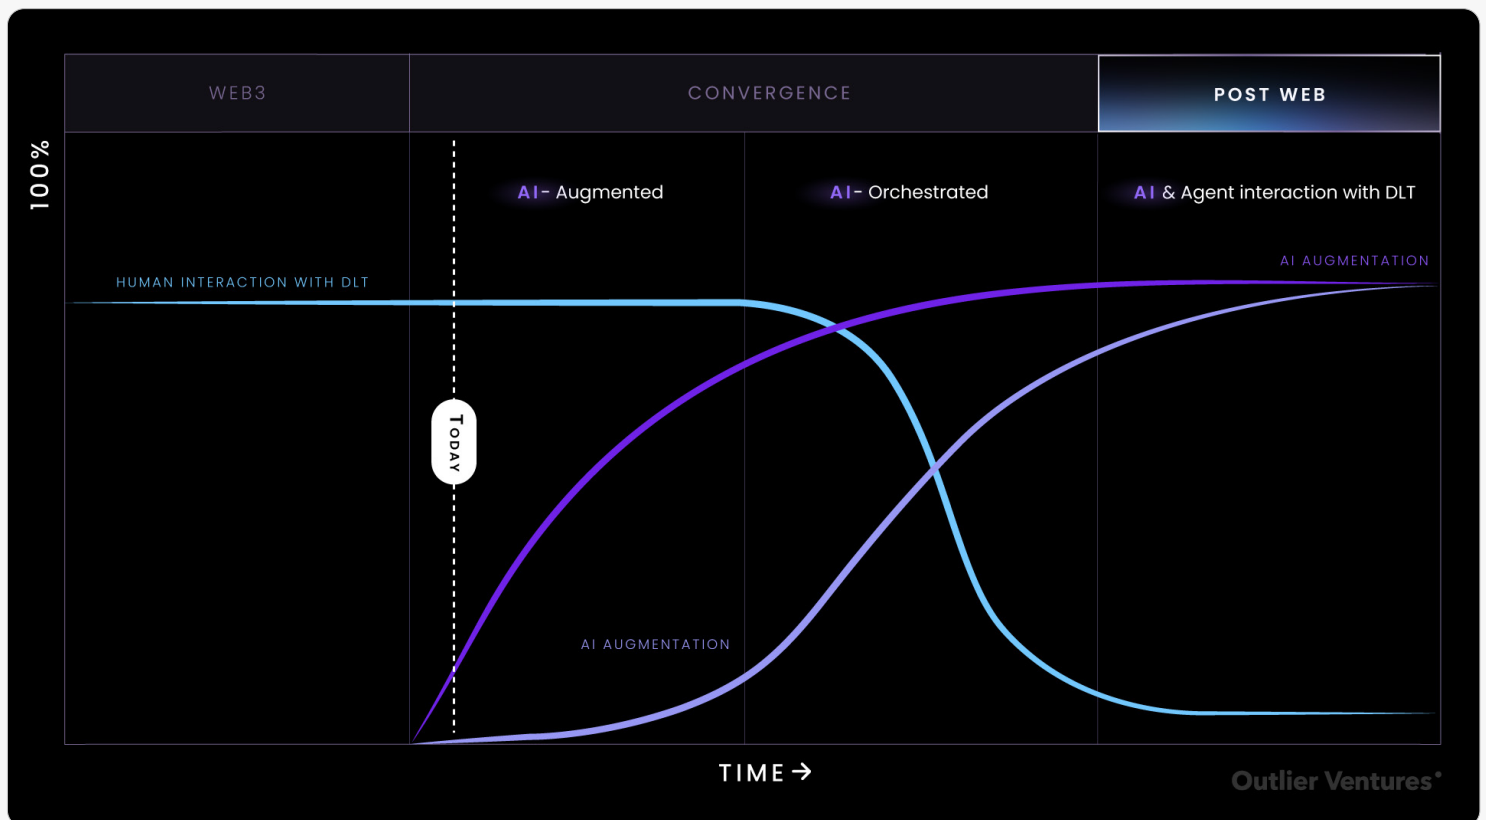 WEB3
CONVERGENCE
POST WEB
100%
AI- Augmented
AI- Orchestrated
AI & Agent interaction with DLT
AI AUGMENTATION
HUMAN INTERACTION WITH DLT
TODAY
AI AUGMENTATION
TIME →
Outlier Ventures